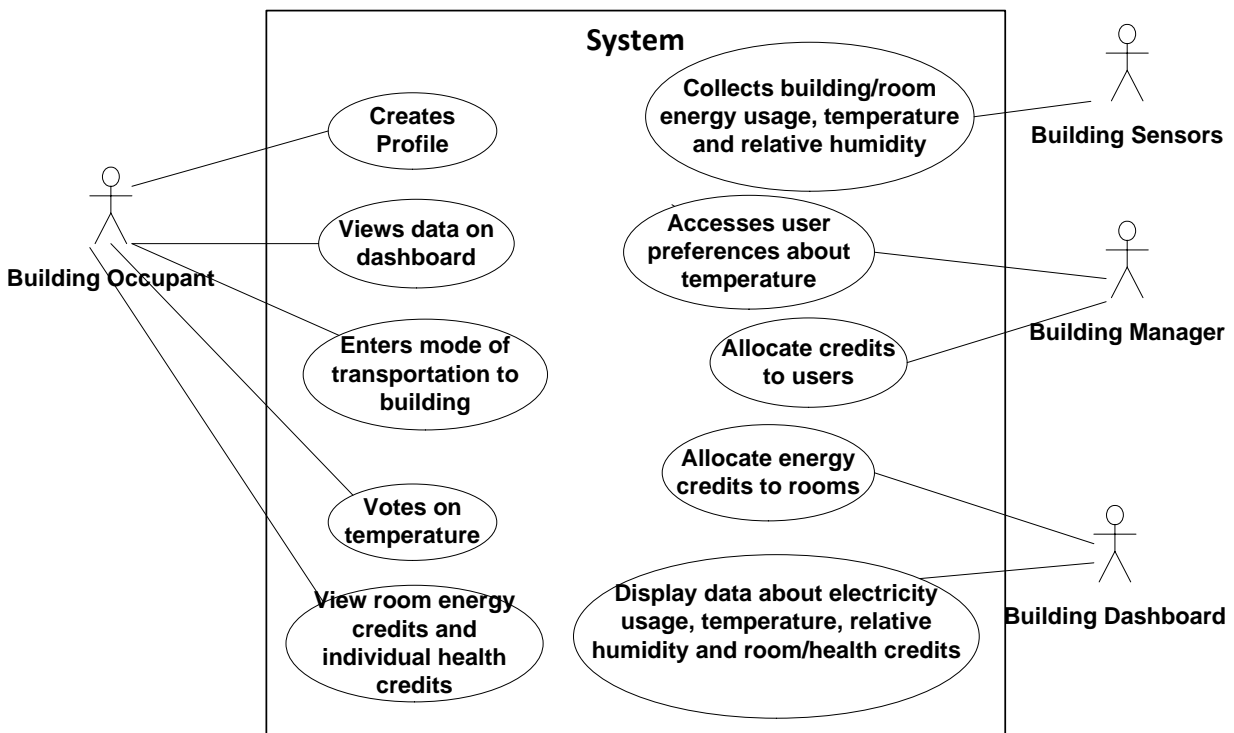 System
Creates
Profile
Views data on
dashboard
Building Occupant
Enters mode of
transportation to
building
Votes on
temperature
View room energy
credits and
individual health
credits
Collects building/room
energy usage, temperature
and relative humidity
Building Sensors
Accesses user
preferences about
temperature
Building Manager
Allocate credits
to users
Allocate energy
credits to rooms
Display data about electricity
usage, temperature, relative
humidity and room/health credits
Building Dashboard